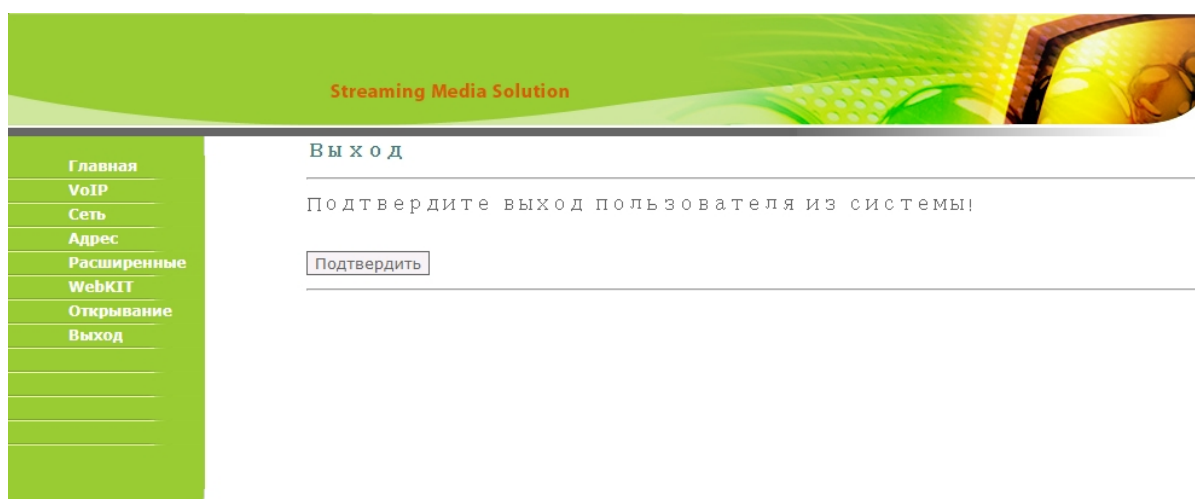 Streaming Media Solution
Главная
VoIP
Сеть
Адрес
Расширенные
WebKIT
Открывание
Выход
Выход
Подтвердите выход пользователя из системы!
Подтвердить